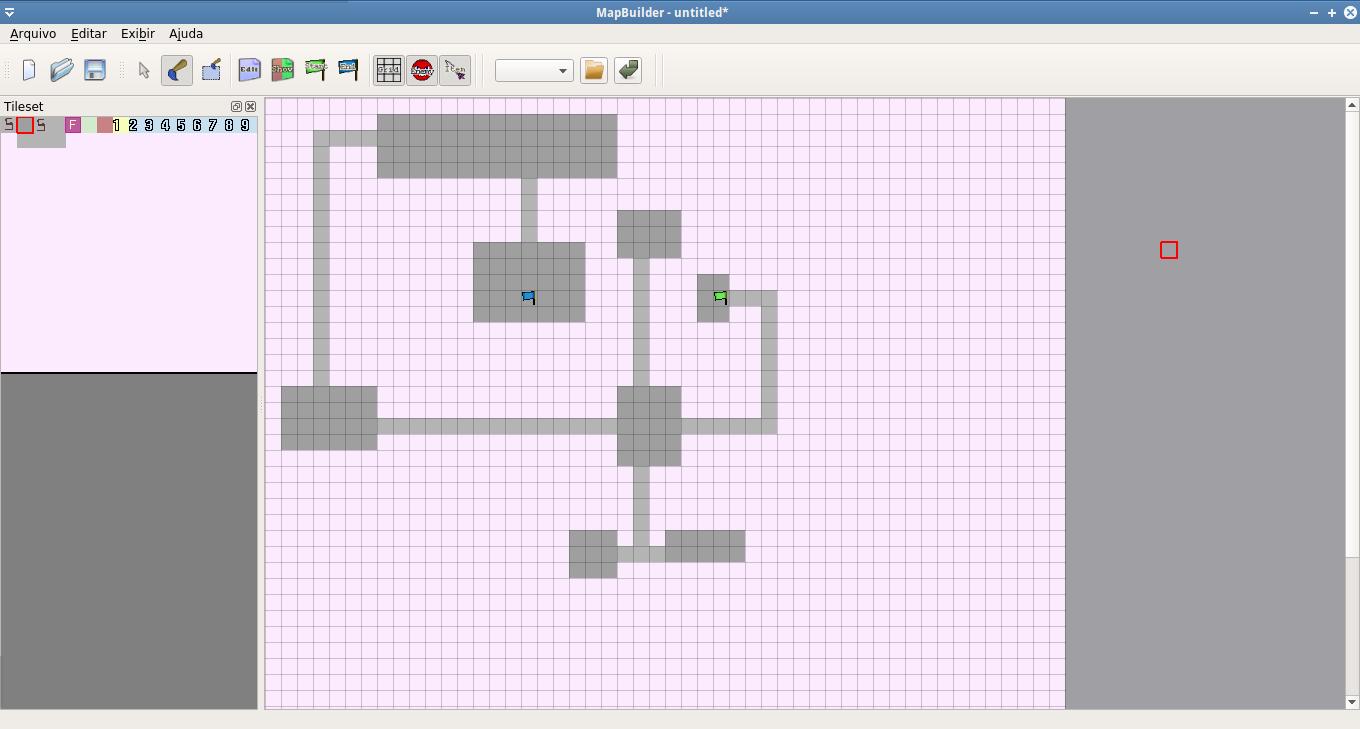 MapBuilder - untitled*
Arquivo Editar Exibir Ajuda
Edit Show Start End Grid Enemy Item
Tileset
S S F 1 2 3 4 5 6 7 8 9